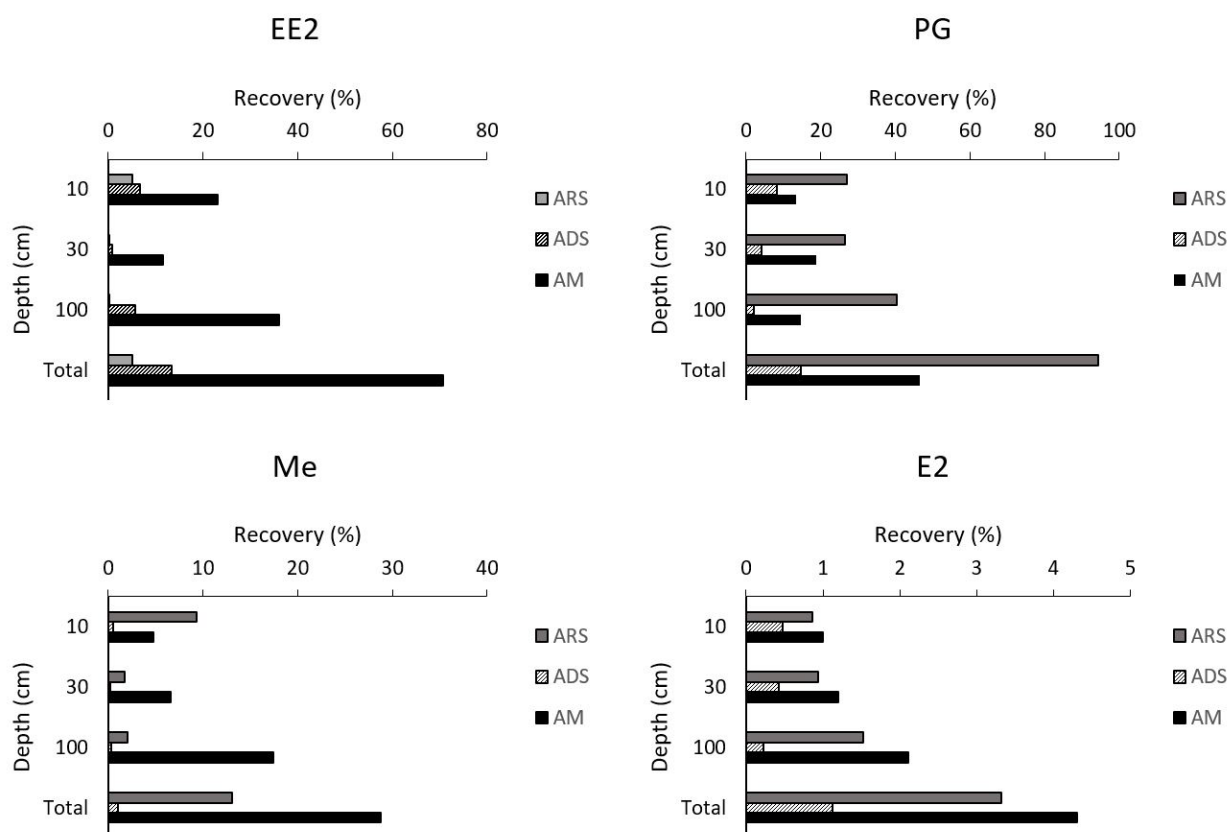 EE2
Recovery (%)
0 20 40 60 80
Depth (cm)
10
30
100
Total
ARS
ADS
AM
PG
Recovery (%)
0 20 40 60 80 100
Depth (cm)
10
30
100
Total
ARS
ADS
AM
Me
Recovery (%)
0 10 20 30 40
Depth (cm)
10
30
100
Total
ARS
ADS
AM
E2
Recovery (%)
0 1 2 3 4 5
Depth (cm)
10
30
100
Total
ARS
ADS
AM